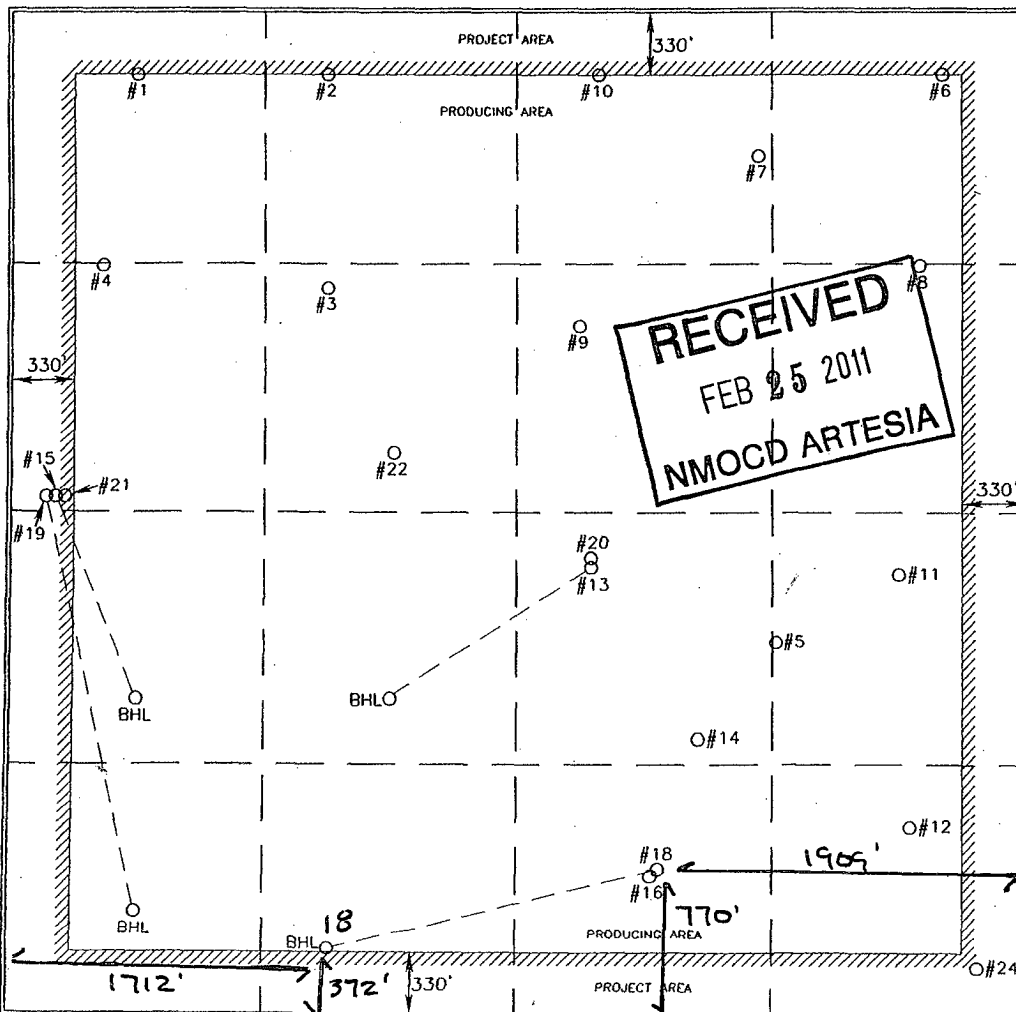 PROJECT AREA
330'
#1
#2
#10
#6
PRODUCING AREA
#7
#4
#3
#8
#9
RECEIVED
FEB 25 2011
NMOCD ARTESIA
330'
#15
#22
#21
330'
#19
#20
#13
#11
#5
BHL
BHL
#14
#12
#18
1909'
#16
770'
BHL
18
BHL
PRODUCING AREA
#24
1712'
372'
330'
PROJECT AREA